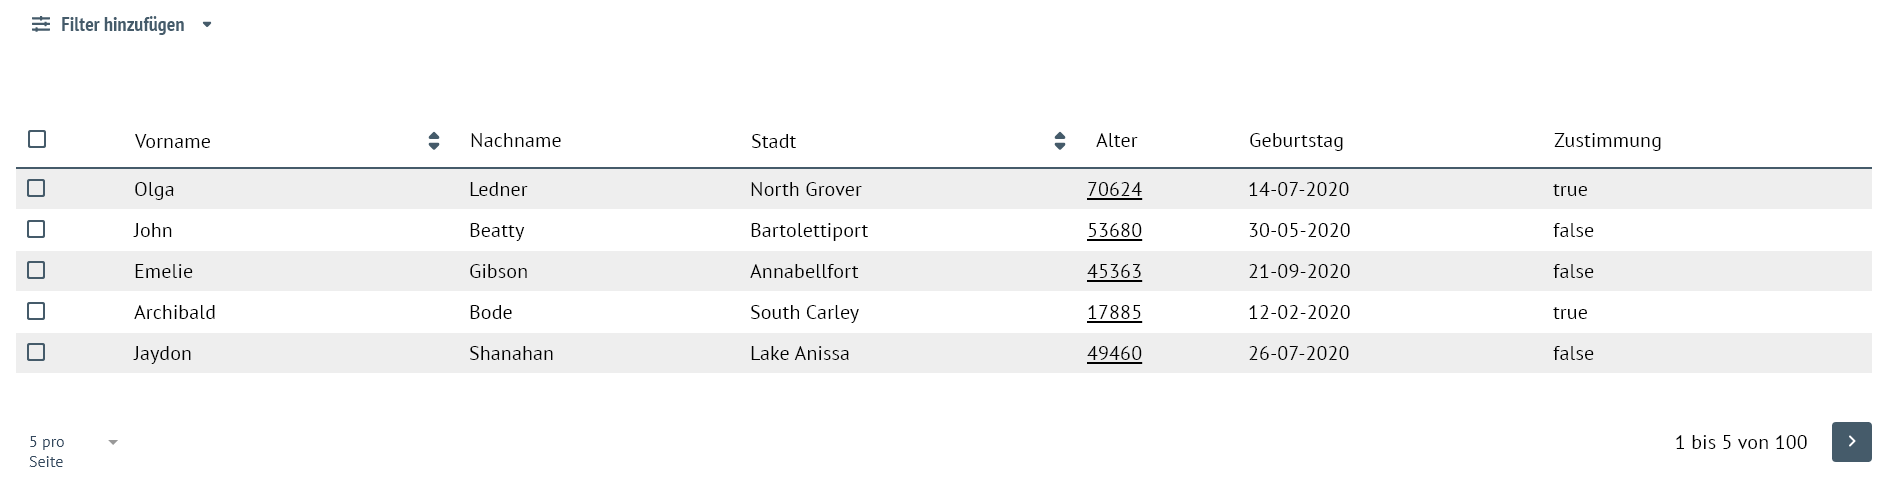 Filter hinzufügen
Vorname Nachname Stadt Alter Geburtstag Zustimmung
Olga Ledner North Grover 70624 14-07-2020 true
John Beatty Bartolettiport 53680 30-05-2020 false
Emelie Gibson Annabellfort 45363 21-09-2020 false
Archibald Bode South Carley 17885 12-02-2020 true
Jaydon Shanahan Lake Anissa 49460 26-07-2020 false
5 pro
Seite
1 bis 5 von 100